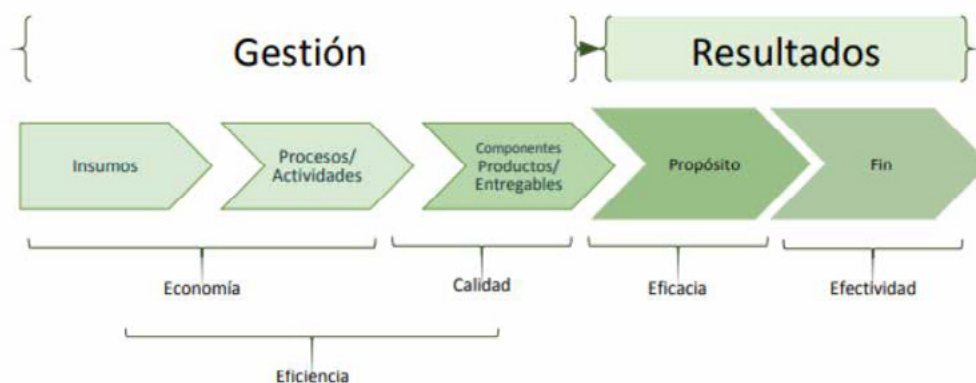 Gestión
Resultados
Insumos
Procesos/
Actividades
Componentes
Productos/
Entregables
Propósito
Fin
Economía
Calidad
Eficacia
Efectividad
Eficiencia